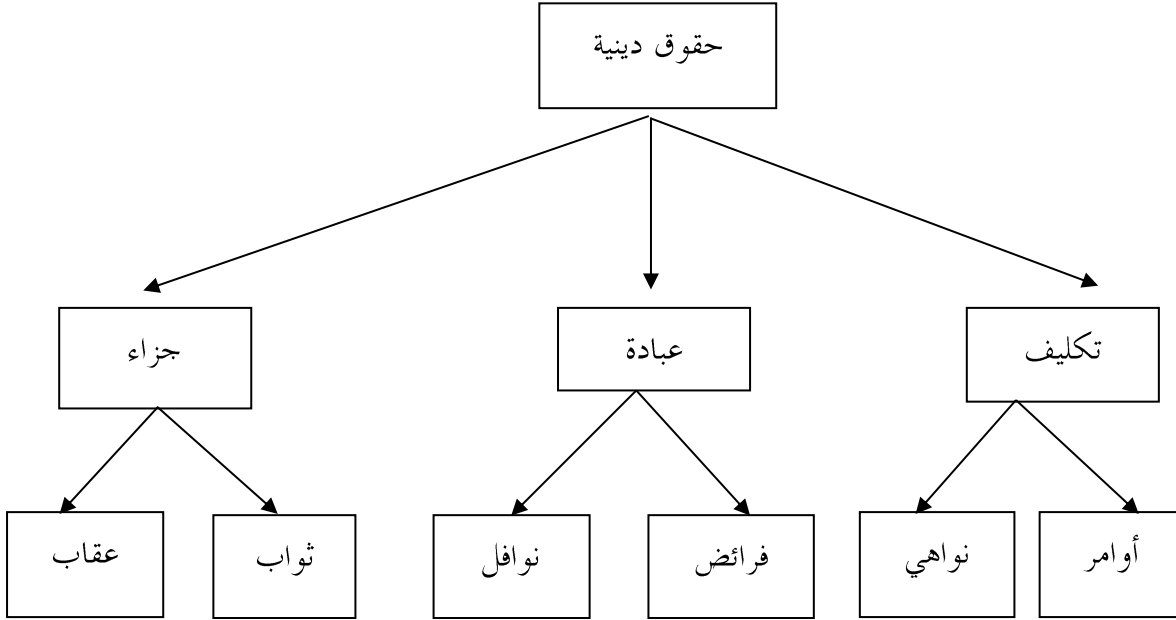 حقوق دينية
تكليف
عبادة
جزاء
أوامر
نواهي
فرائض
نوافل
ثواب
عقاب